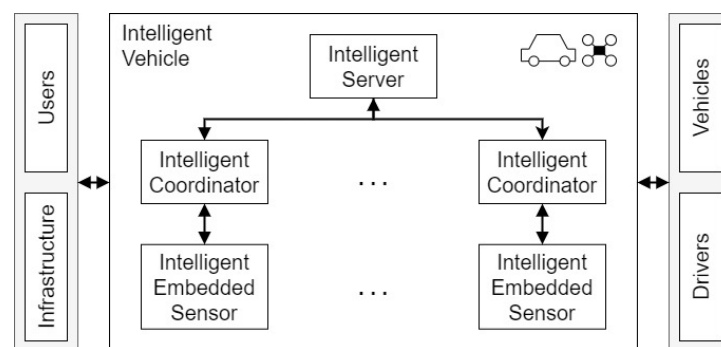 Users
Infrastructure
Intelligent
Vehicle
Intelligent
Server
Intelligent
Coordinator
. . .
Intelligent
Coordinator
Intelligent
Embedded
Sensor
. . .
Intelligent
Embedded
Sensor
Vehicles
Drivers